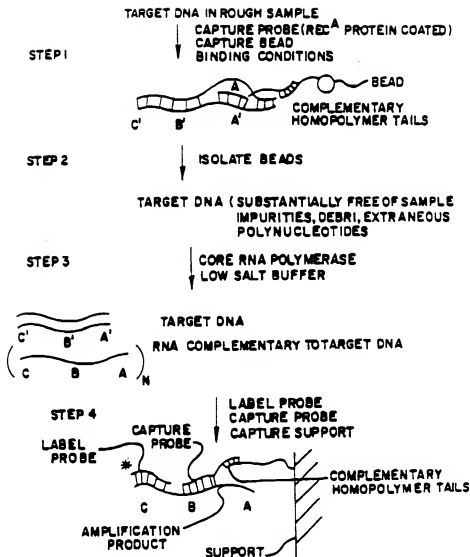 TARGET DNA IN ROUGH SAMPLE
CAPTURE PROBE (REC A PROTEIN COATED)
CAPTURE BEAD
BINDING CONDITIONS
STEP 1
A
BEAD
COMPLEMENTARY
HOMOPOLYMER TAILS
C' B' A'
STEP 2
ISOLATE BEADS
TARGET DNA (SUBSTANTIALLY FREE OF SAMPLE
IMPURITIES, DEBRI, EXTRANEOUS
POLYNUCLEOTIDES
STEP 3
CORE RNA POLYMERASE
LOW SALT BUFFER
TARGET DNA
C' B' A'
RNA COMPLEMENTARY TO TARGET DNA
C B A
N
STEP 4
LABEL PROBE
CAPTURE PROBE
CAPTURE SUPPORT
CAPTURE
PROBE
LABEL
PROBE
*
COMPLEMENTARY
HOMOPOLYMER TAILS
C B A
AMPLIFICATION
PRODUCT
SUPPORT